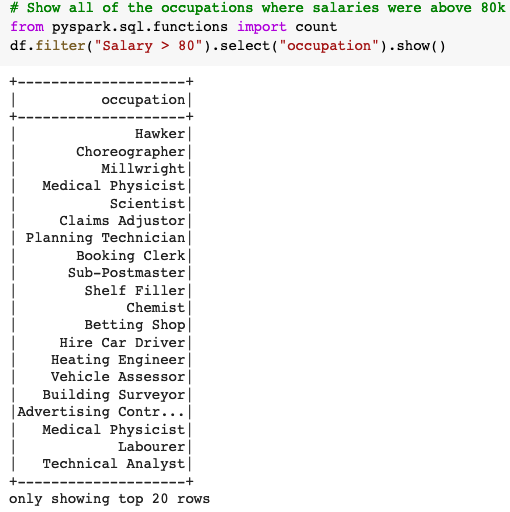 # Show all of the occupations where salaries were above 80k
from pyspark.sql.functions import count
df.filter("Salary > 80").select("occupation").show()
+--------------------+
|          occupation|
+--------------------+
|              Hawker|
|       Choreographer|
|          Millwright|
|   Medical Physicist|
|           Scientist|
|     Claims Adjustor|
| Planning Technician|
|       Booking Clerk|
|      Sub-Postmaster|
|        Shelf Filler|
|             Chemist|
|        Betting Shop|
|     Hire Car Driver|
|    Heating Engineer|
|    Vehicle Assessor|
|   Building Surveyor|
|Advertising Contr...|
|   Medical Physicist|
|            Labourer|
|   Technical Analyst|
+--------------------+
only showing top 20 rows